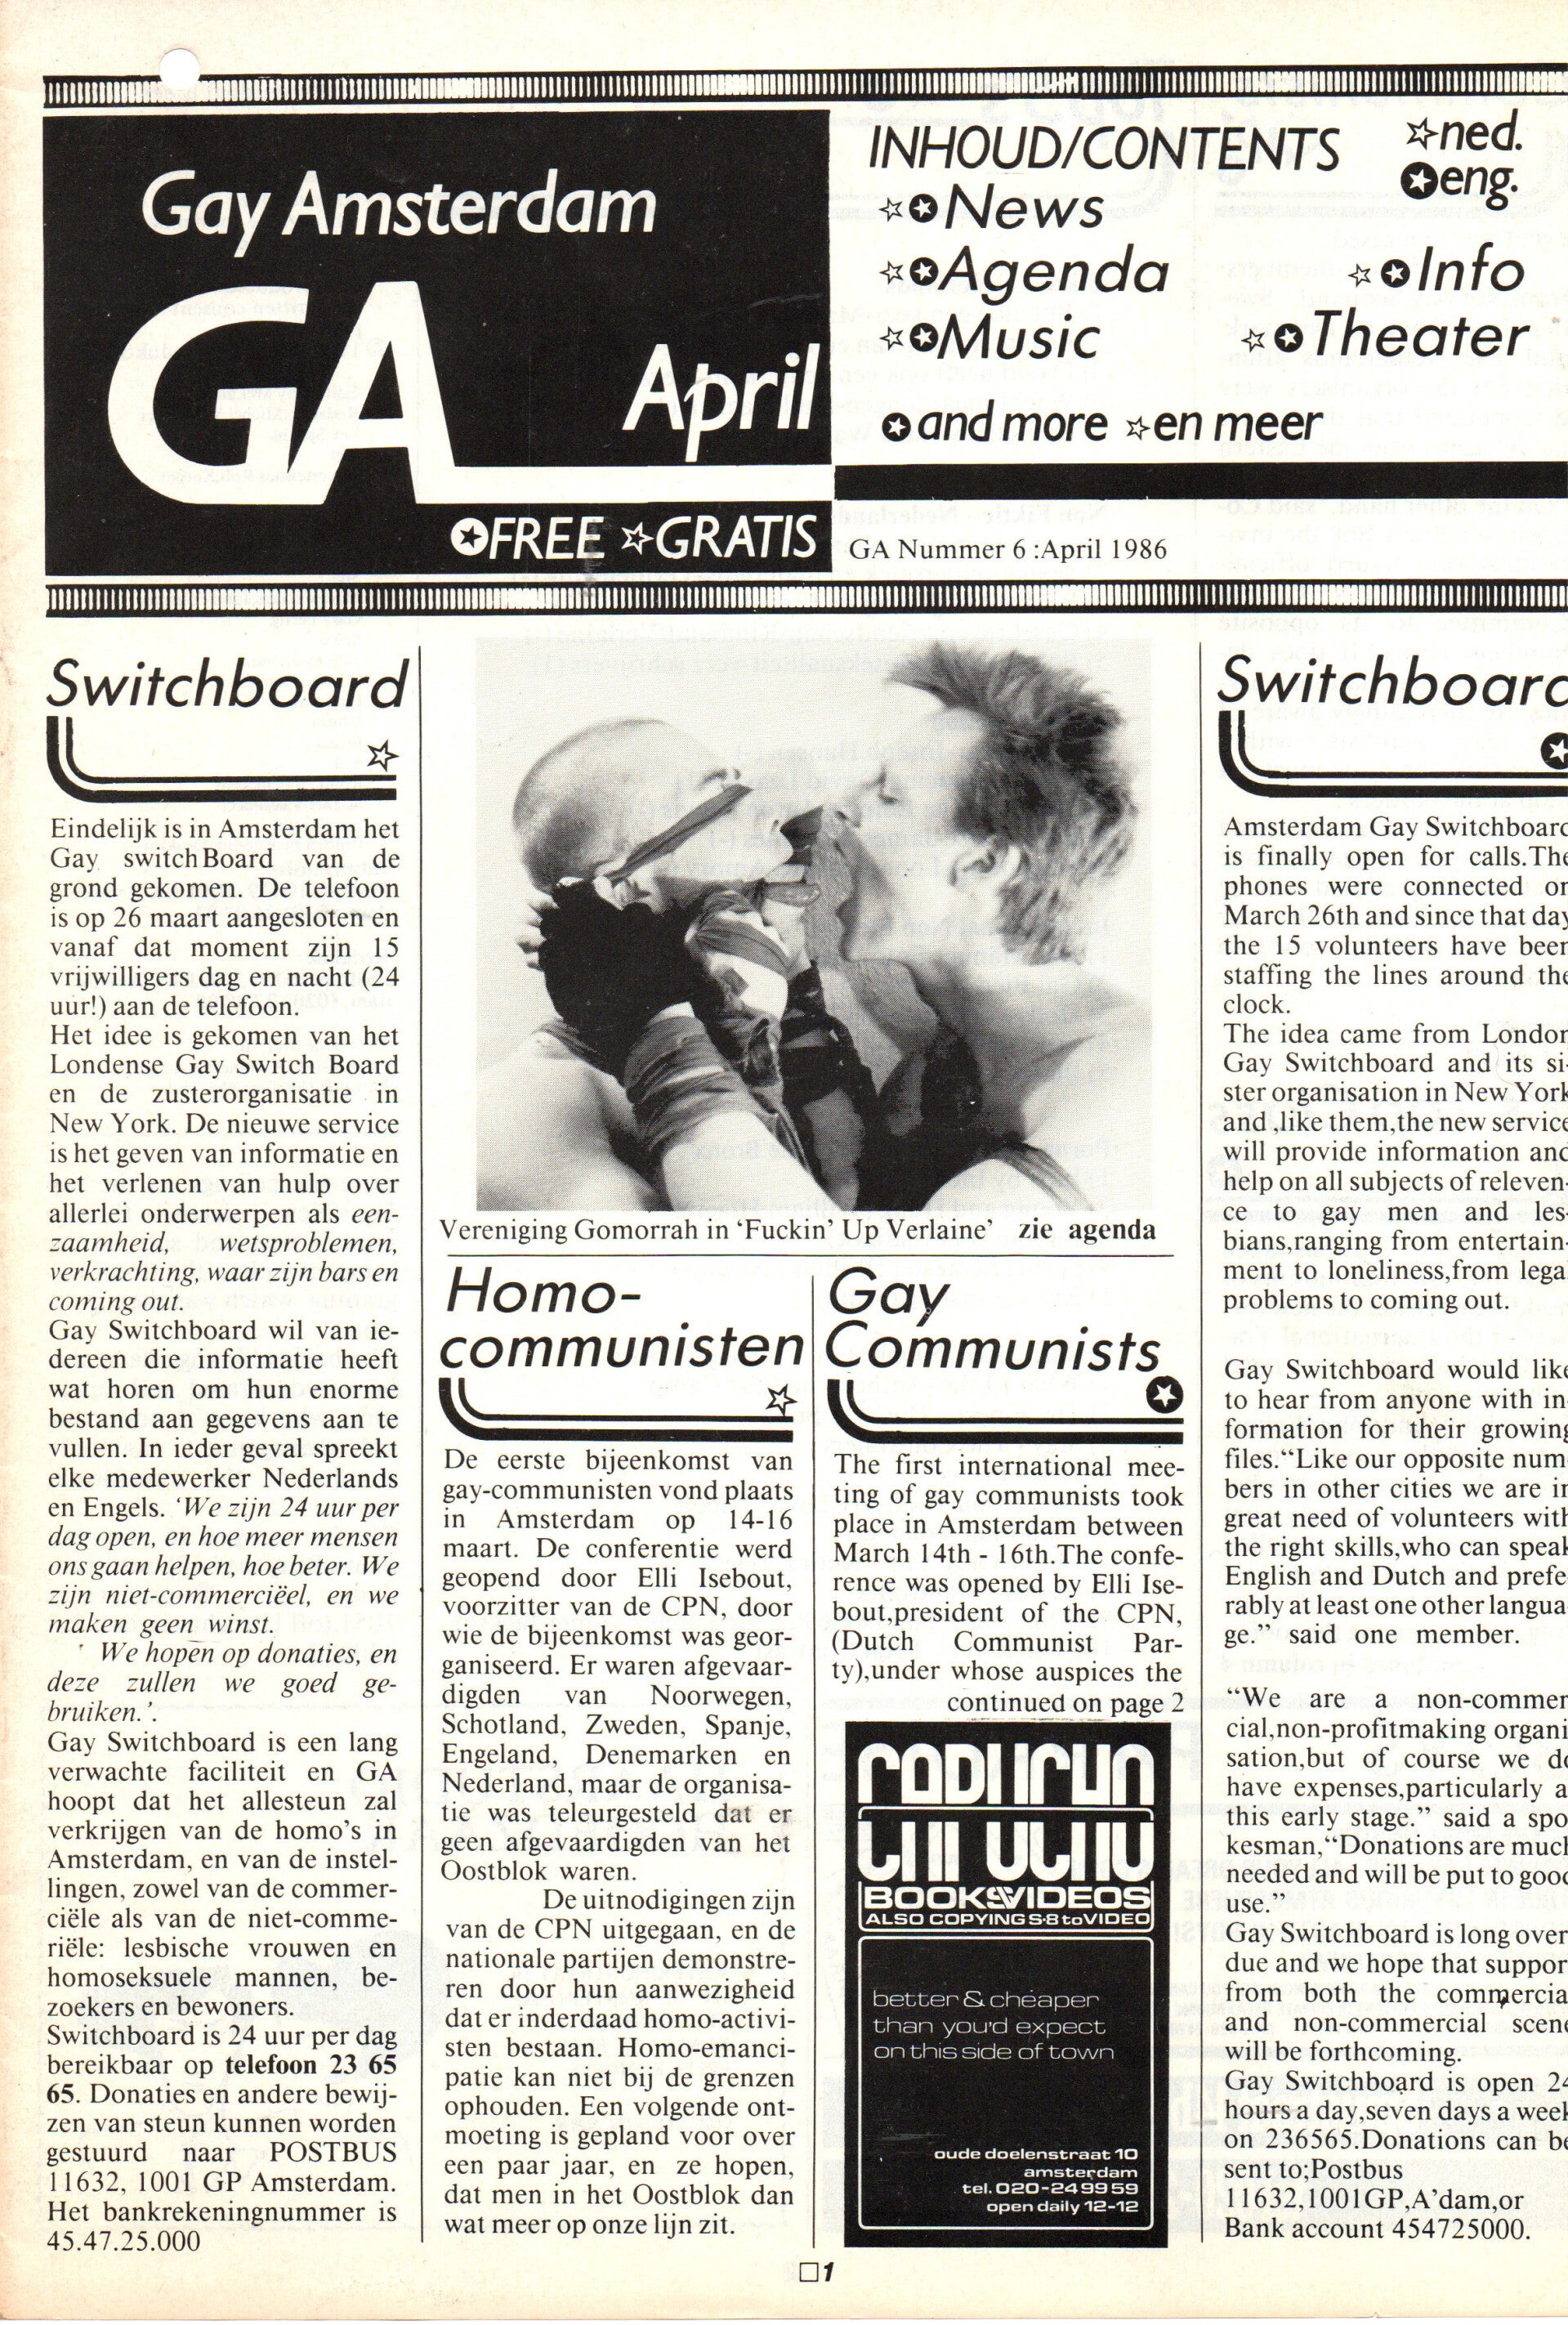 Gay Amsterdam
GA
April
✪FREE ☆GRATIS
INHOUD/CONTENTS
☆ned.
✪eng.
☆✪News
☆✪Agenda
☆✪Info
☆✪Music
☆✪Theater
✪and more ☆en meer
GA Nummer 6 :April 1986
Switchboard
☆
Eindelijk is in Amsterdam het
Gay switchBoard van de
grond gekomen. De telefoon
is op 26 maart aangesloten en
vanaf dat moment zijn 15
vrijwilligers dag en nacht (24
uur!) aan de telefoon.
Het idee is gekomen van het
Londense Gay Switch Board
en de zusterorganisatie in
New York. De nieuwe service
is het geven van informatie en
het verlenen van hulp over
allerlei onderwerpen als een-
zaamheid, wetsproblemen,
verkrachting, waar zijn bars en
coming out.
Gay Switchboard wil van ie-
dereen die informatie heeft
wat horen om hun enorme
bestand aan gegevens aan te
vullen. In ieder geval spreekt
elke medewerker Nederlands
en Engels. ‘We zijn 24 uur per
dag open, en hoe meer mensen
ons gaan helpen, hoe beter. We
zijn niet-commerciëel, en we
maken geen winst.
‘ We hopen op donaties, en
deze zullen we goed ge-
bruiken.’.
Gay Switchboard is een lang
verwachte faciliteit en GA
hoopt dat het allesteun zal
verkrijgen van de homo's in
Amsterdam, en van de instel-
lingen, zowel van de commer-
ciële als van de niet-comme-
riële: lesbische vrouwen en
homoseksuele mannen, be-
zoekers en bewoners.
Switchboard is 24 uur per dag
bereikbaar op telefoon 23 65
65. Donaties en andere bewij-
zen van steun kunnen worden
gestuurd naar POSTBUS
11632, 1001 GP Amsterdam.
Het bankrekeningnummer is
45.47.25.000
Vereniging Gomorrah in ‘Fuckin’ Up Verlaine’ zie agenda
Homo-
communisten
☆
De eerste bijeenkomst van
gay-communisten vond plaats
in Amsterdam op 14-16
maart. De conferentie werd
geopend door Elli Isebout,
voorzitter van de CPN, door
wie de bijeenkomst was geor-
ganiseerd. Er waren afgevaar-
digden van Noorwegen,
Schotland, Zweden, Spanje,
Engeland, Denemarken en
Nederland, maar de organisa-
tie was teleurgesteld dat er
geen afgevaardigden van het
Oostblok waren.
De uitnodigingen zijn
van de CPN uitgegaan, en de
nationale partijen demonstre-
ren door hun aanwezigheid
dat er inderdaad homo-activi-
sten bestaan. Homo-emanci-
patie kan niet bij de grenzen
ophouden. Een volgende ont-
moeting is gepland voor over
een paar jaar, en ze hopen,
dat men in het Oostblok dan
wat meer op onze lijn zit.
Gay
Communists
✪
The first international mee-
ting of gay communists took
place in Amsterdam between
March 14th - 16th.The confe-
rence was opened by Elli Ise-
bout,president of the CPN,
(Dutch Communist Par-
ty),under whose auspices the
continued on page 2
BOOKS&VIDEOS
ALSO COPYING S·8 to VIDEO
better & cheaper
than you'd expect
on this side of town
oude doelenstraat 10
amsterdam
tel. 020-249959
open daily 12-12
Switchboard
✪
Amsterdam Gay Switchboard
is finally open for calls.The
phones were connected on
March 26th and since that day
the 15 volunteers have been
staffing the lines around the
clock.
The idea came from London
Gay Switchboard and its si-
ster organisation in New York
and ,like them,the new service
will provide information and
help on all subjects of releven-
ce to gay men and les-
bians,ranging from entertain-
ment to loneliness,from legal
problems to coming out.
Gay Switchboard would like
to hear from anyone with in-
formation for their growing
files.“Like our opposite num-
bers in other cities we are in
great need of volunteers with
the right skills,who can speak
English and Dutch and prefe-
rably at least one other langua-
ge.” said one member.
“We are a non-commer-
cial,non-profitmaking organi-
sation,but of course we do
have expenses,particularly a
this early stage.” said a spo-
kesman,“Donations are much
needed and will be put to good
use.”
Gay Switchboard is long over-
due and we hope that support
from both the commercial
and non-commercial scene
will be forthcoming.
Gay Switchboard is open 24
hours a day,seven days a week
on 236565.Donations can be
sent to;Postbus
11632,1001GP,A’dam,or
Bank account 454725000.
□1